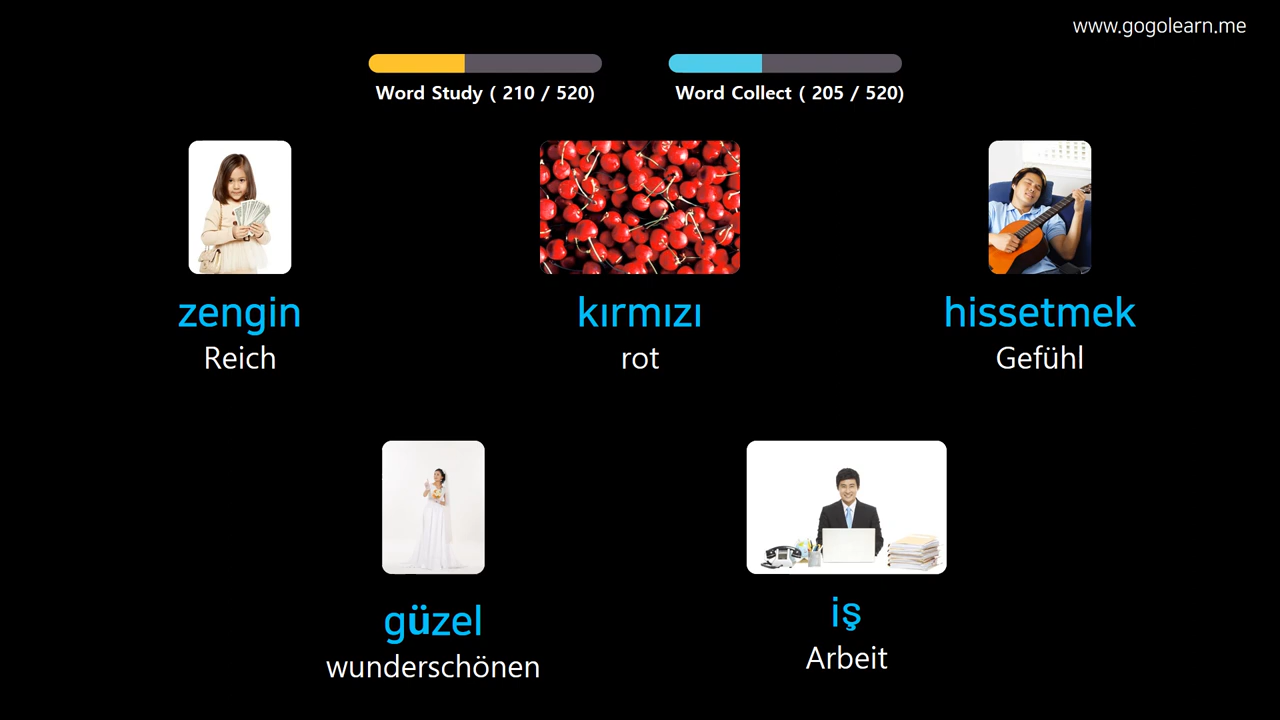 www.gogolearn.me
Word Study ( 210 / 520)
Word Collect ( 205 / 520)
zengin
Reich
kırmızı
rot
hissetmek
Gefühl
güzel
wunderschönen
iş
Arbeit